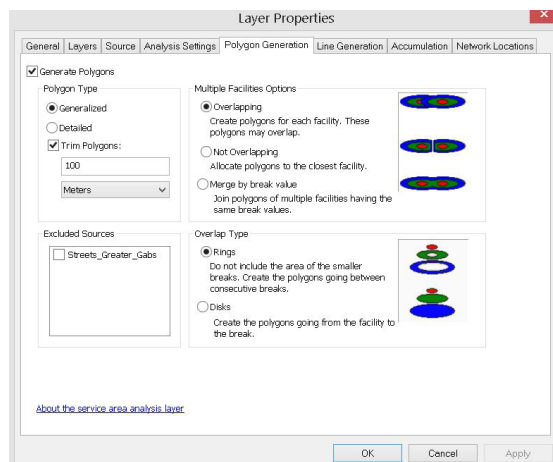 Layer Properties
General Layers Source Analysis Settings Polygon Generation Line Generation Accumulation Network Locations
Generate Polygons
Polygon Type
Generalized
Detailed
Trim Polygons:
100
Meters
Multiple Facilities Options
Overlapping
Create polygons for each facility. These
polygons may overlap.
Not Overlapping
Allocate polygons to the closest facility.
Merge by break value
Join polygons of multiple facilities having the
same break values.
Excluded Sources
Streets_Greater_Gabs
Overlap Type
Rings
Do not include the area of the smaller
breaks. Create the polygons going between
consecutive breaks.
Disks
Create the polygons going from the facility to
the break.
About the service area analysis layer
OK Cancel Apply